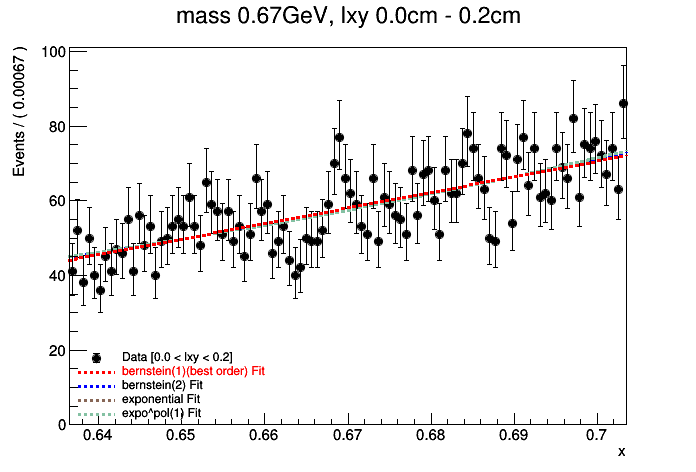 mass 0.67GeV, lxy 0.0cm - 0.2cm
Events / ( 0.00067 )
100
80
60
40
20
0
Data [0.0 < lxy < 0.2]
bernstein(1)(best order) Fit
bernstein(2) Fit
exponential Fit
expo^pol(1) Fit
0.64 0.65 0.66 0.67 0.68 0.69 0.7
x